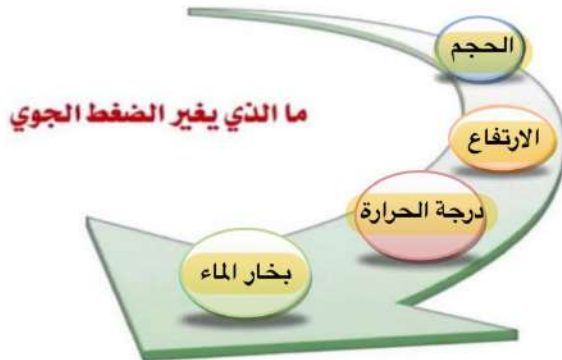 ما الذي يغير الضغط الجوي
الحجم
الارتفاع
درجة الحرارة
بخار الماء